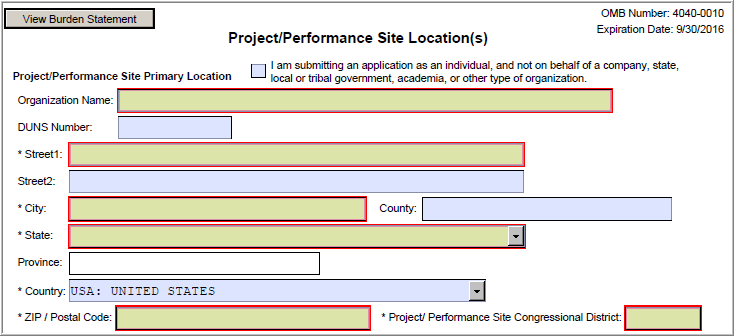 View Burden Statement
OMB Number: 4040-0010
Expiration Date: 9/30/2016
Project/Performance Site Location(s)
Project/Performance Site Primary Location
I am submitting an application as an individual, and not on behalf of a company, state,
local or tribal government, academia, or other type of organization.
Organization Name:
DUNS Number:
* Street1:
Street2:
* City:
County:
* State:
Province:
* Country: USA: UNITED STATES
* ZIP / Postal Code:
* Project/ Performance Site Congressional District: